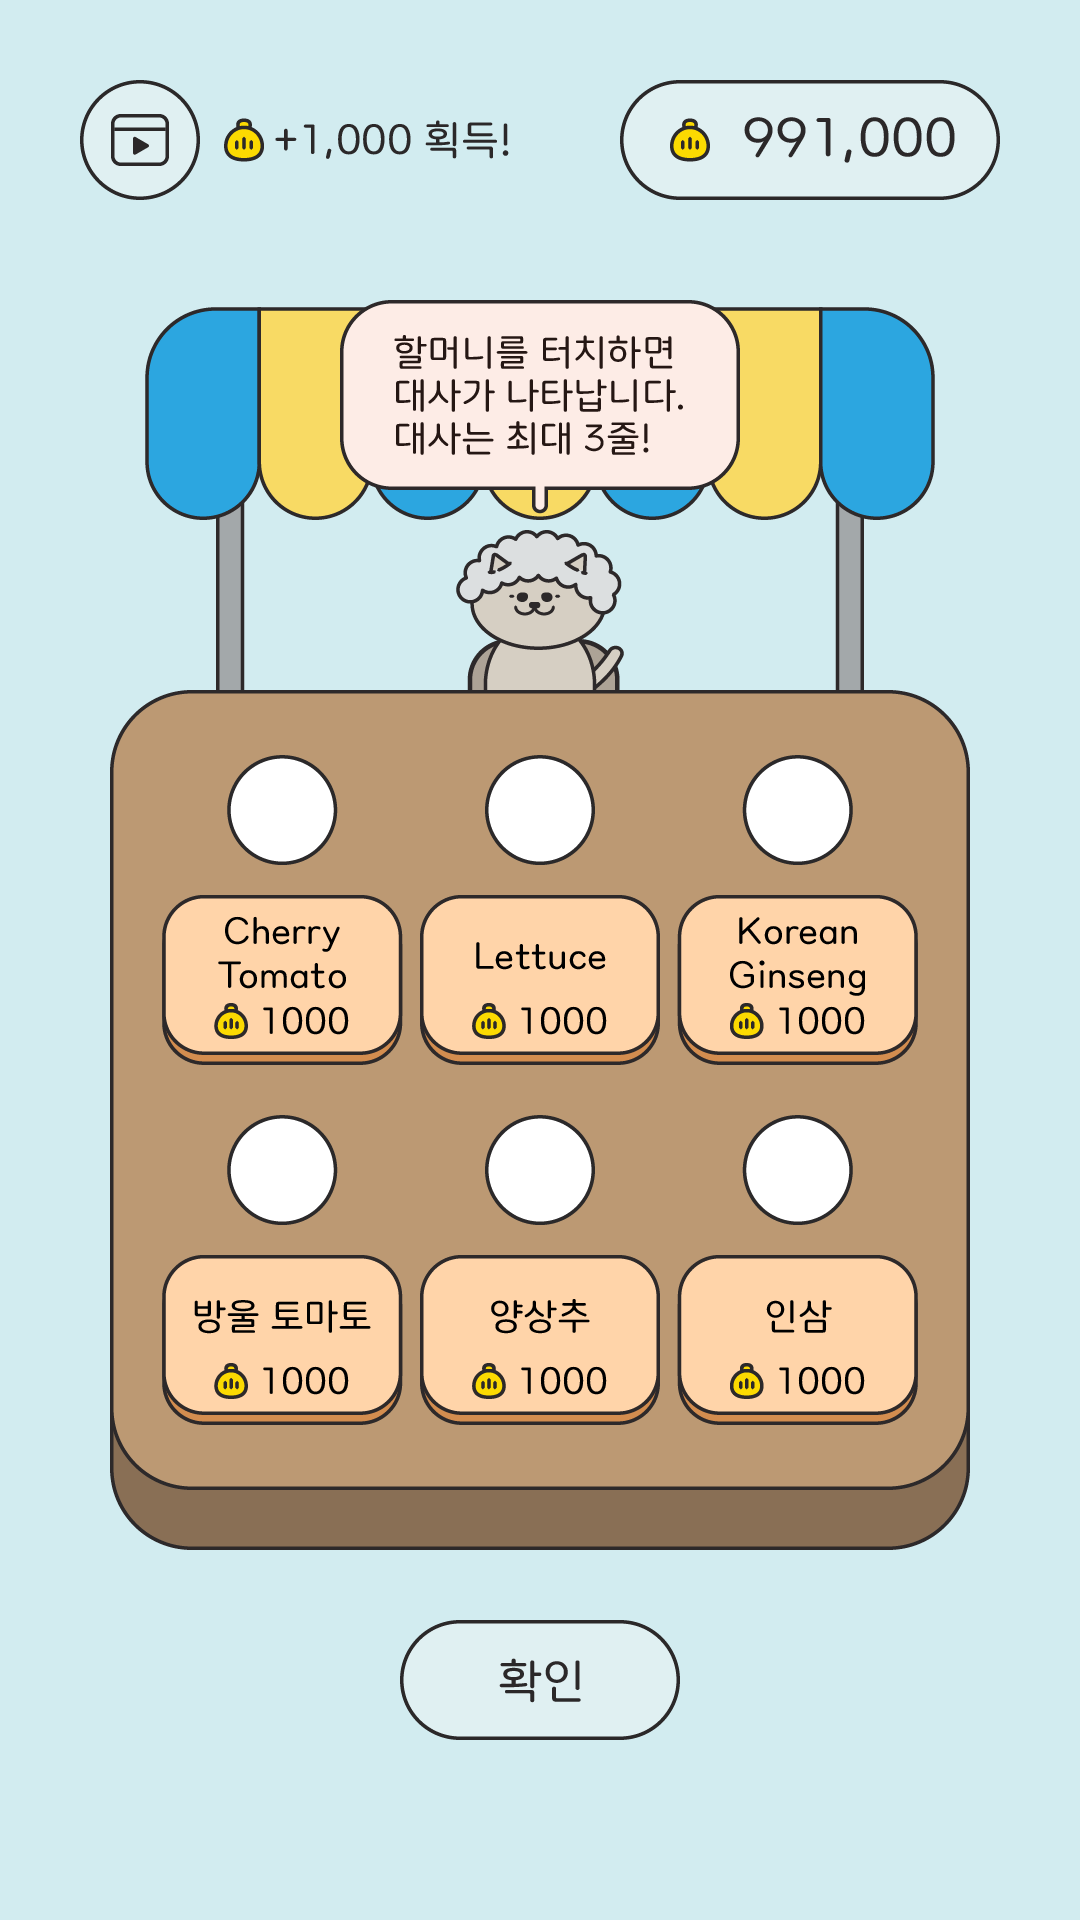 +1,000 획득!
991,000
할머니를 터치하면
대사가 나타납니다.
대사는 최대 3줄!
Cherry
Tomato
1000
Lettuce
1000
Korean
Ginseng
1000
방울 토마토
1000
양상추
1000
인삼
1000
확인